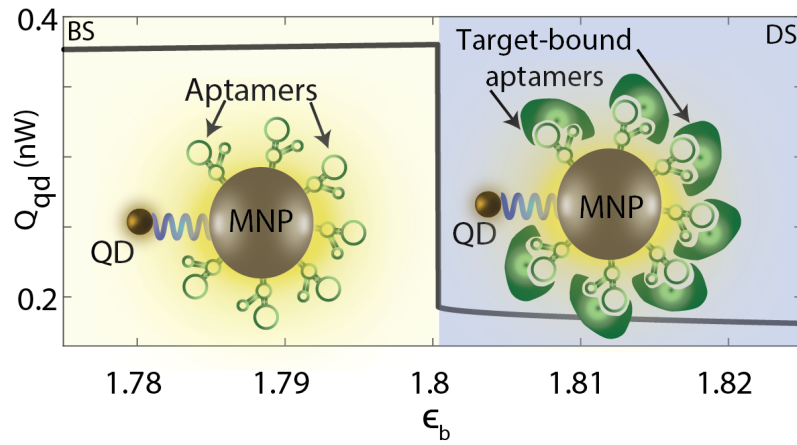 0.4
BS
DS
Target-bound
aptamers
Aptamers
Q_qd (nW)
MNP
MNP
QD
QD
0.2
1.78
1.79
1.8
1.81
1.82
ϵ_b